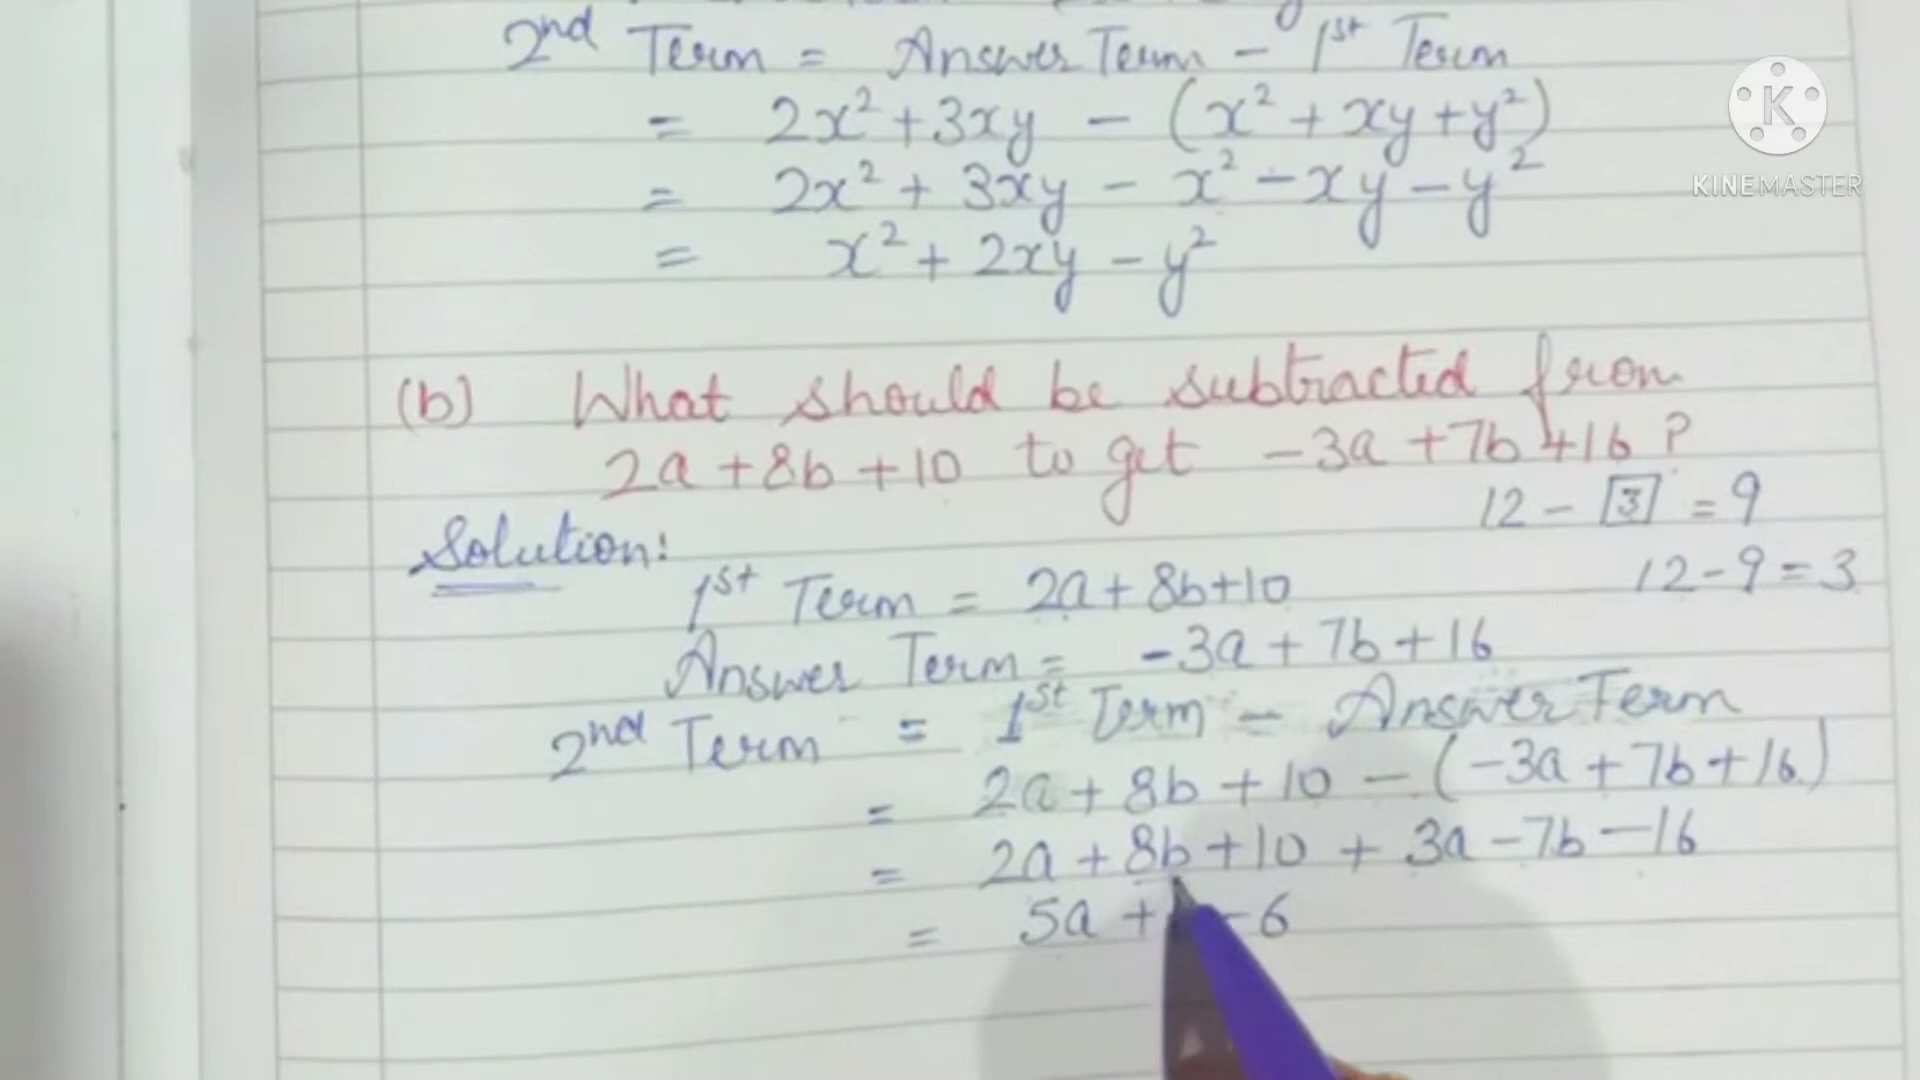 2nd Term = Answer Term - 1st Term
= 2x² + 3xy - (x² + xy + y²)
= 2x² + 3xy - x² - xy - y²
= x² + 2xy - y²
KINEMASTER
(b) What should be subtracted from
2a + 8b + 10 to get -3a + 7b + 16 ?
12 - 3 = 9
Solution:
12 - 9 = 3
1st Term = 2a + 8b + 10
Answer Term = -3a + 7b + 16
2nd Term = 1st Term - Answer Term
= 2a + 8b + 10 - (-3a + 7b + 16)
= 2a + 8b + 10 + 3a - 7b - 16
= 5a + - 6